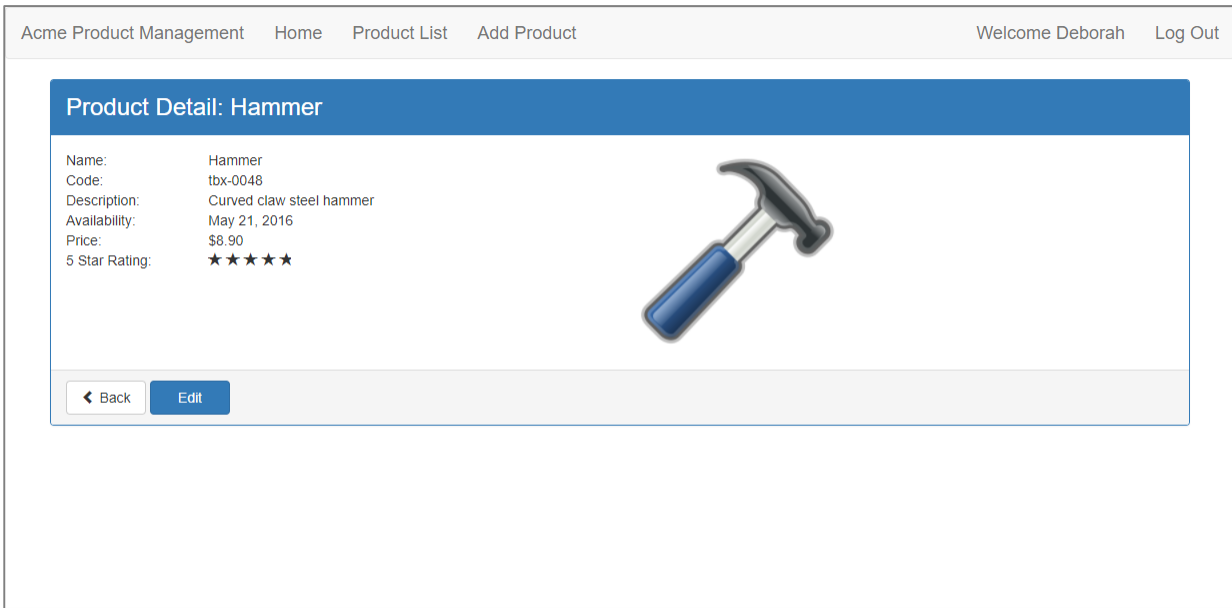 Acme Product Management Home Product List Add Product Welcome Deborah Log Out
Product Detail: Hammer
Name: Hammer
Code: tbx-0048
Description: Curved claw steel hammer
Availability: May 21, 2016
Price: $8.90
5 Star Rating: ★★★★★
Back Edit